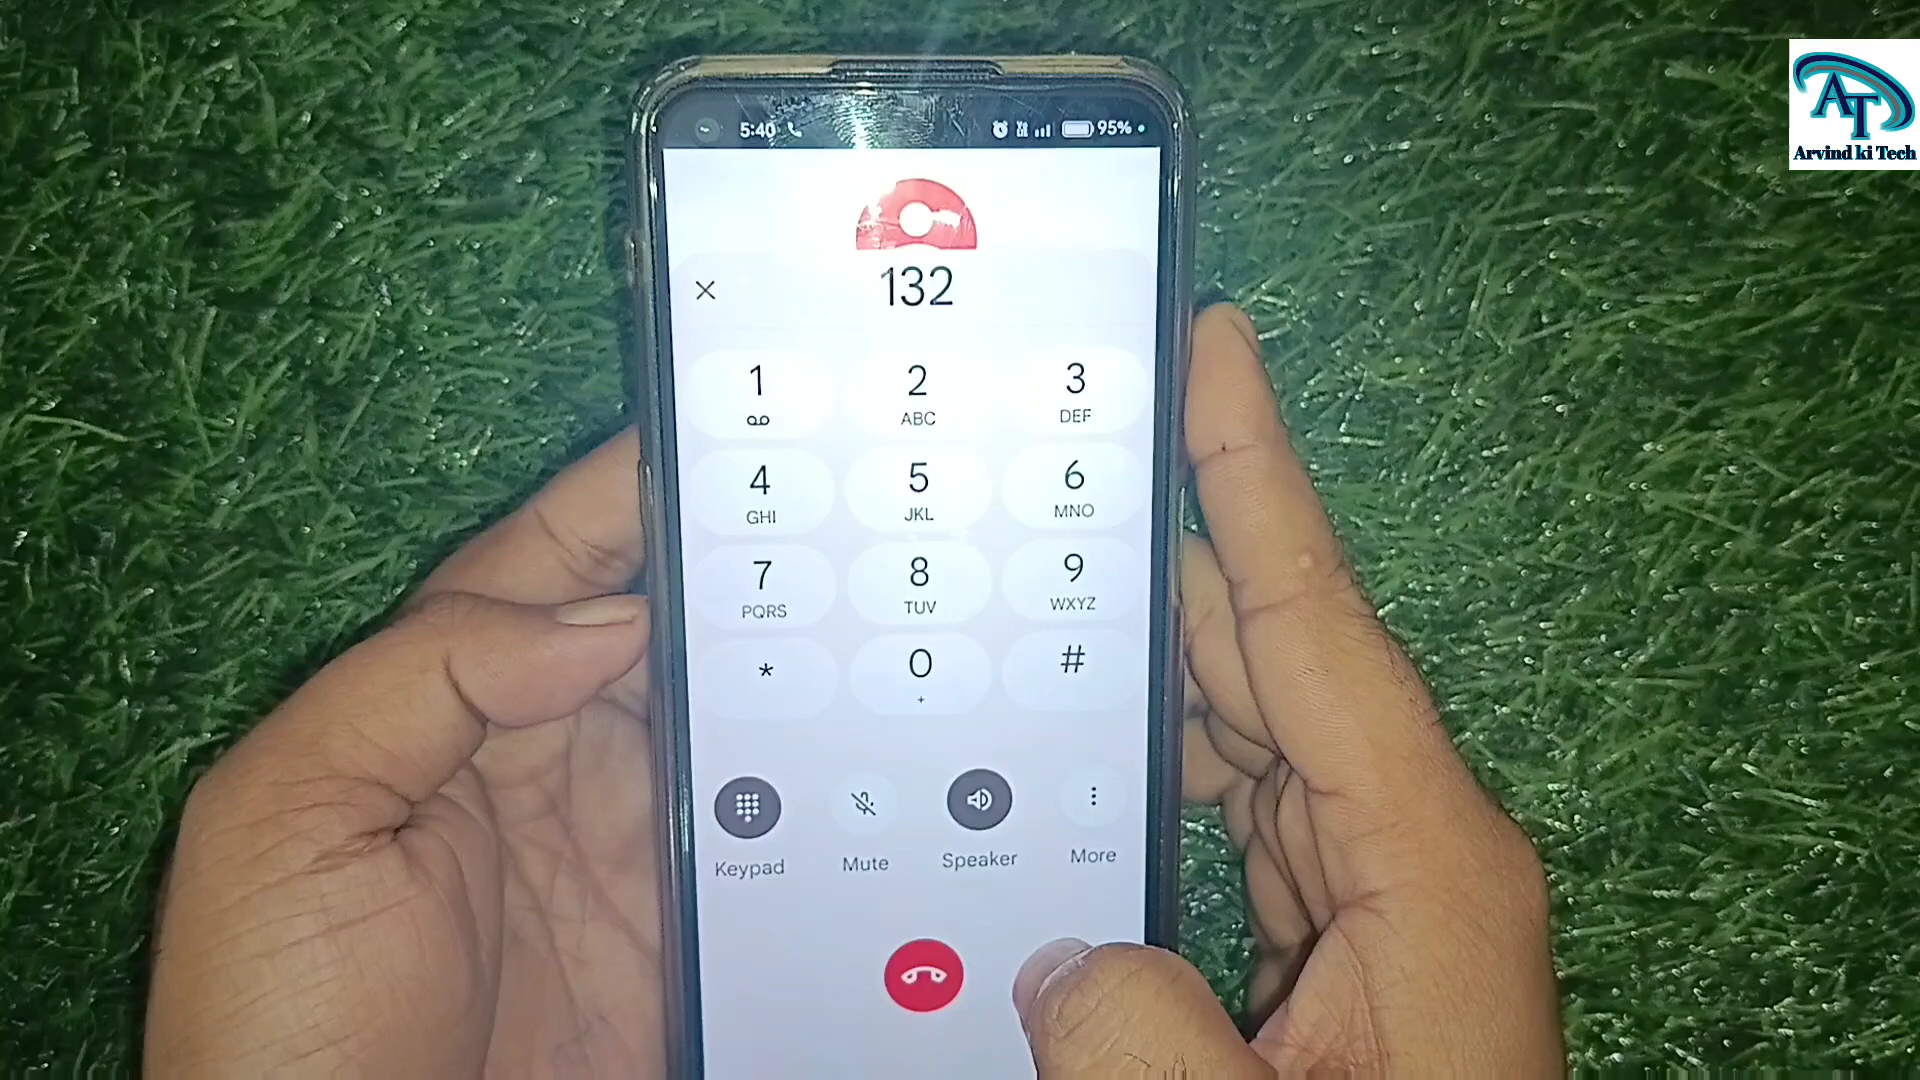 5:40
95%
AT
Arvind ki Tech
132
1
2
ABC
3
DEF
4
GHI
5
JKL
6
MNO
7
PQRS
8
TUV
9
WXYZ
*
0
+
#
Keypad
Mute
Speaker
More